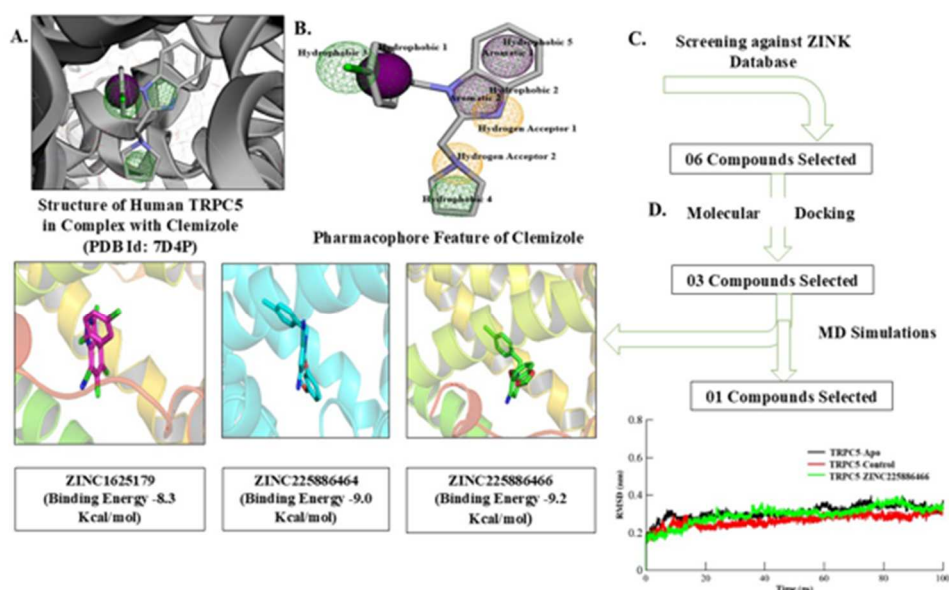 A.
Structure of Human TRPC5
in Complex with Clemizole
(PDB Id: 7D4P)
B.
Hydrophobic 3
Hydrophobic 1
Hydrophobic 5
Aromatic 1
Hydrophobic 2
Aromatic 2
Hydrogen Acceptor 1
Hydrogen Acceptor 2
Hydrophobic 4
Pharmacophore Feature of Clemizole
C.
Screening against ZINK
Database
06 Compounds Selected
D.
Molecular Docking
03 Compounds Selected
MD Simulations
01 Compounds Selected
ZINC1625179
(Binding Energy -8.3
Kcal/mol)
ZINC225886464
(Binding Energy -9.0
Kcal/mol)
ZINC225886466
(Binding Energy -9.2
Kcal/mol)
0.8
0.6
0.4
0.2
0
RMSD (nm)
TRPC5-Apo
TRPC5-Control
TRPC5-ZINC225886466
0 20 40 60 80 100
Time (ns)